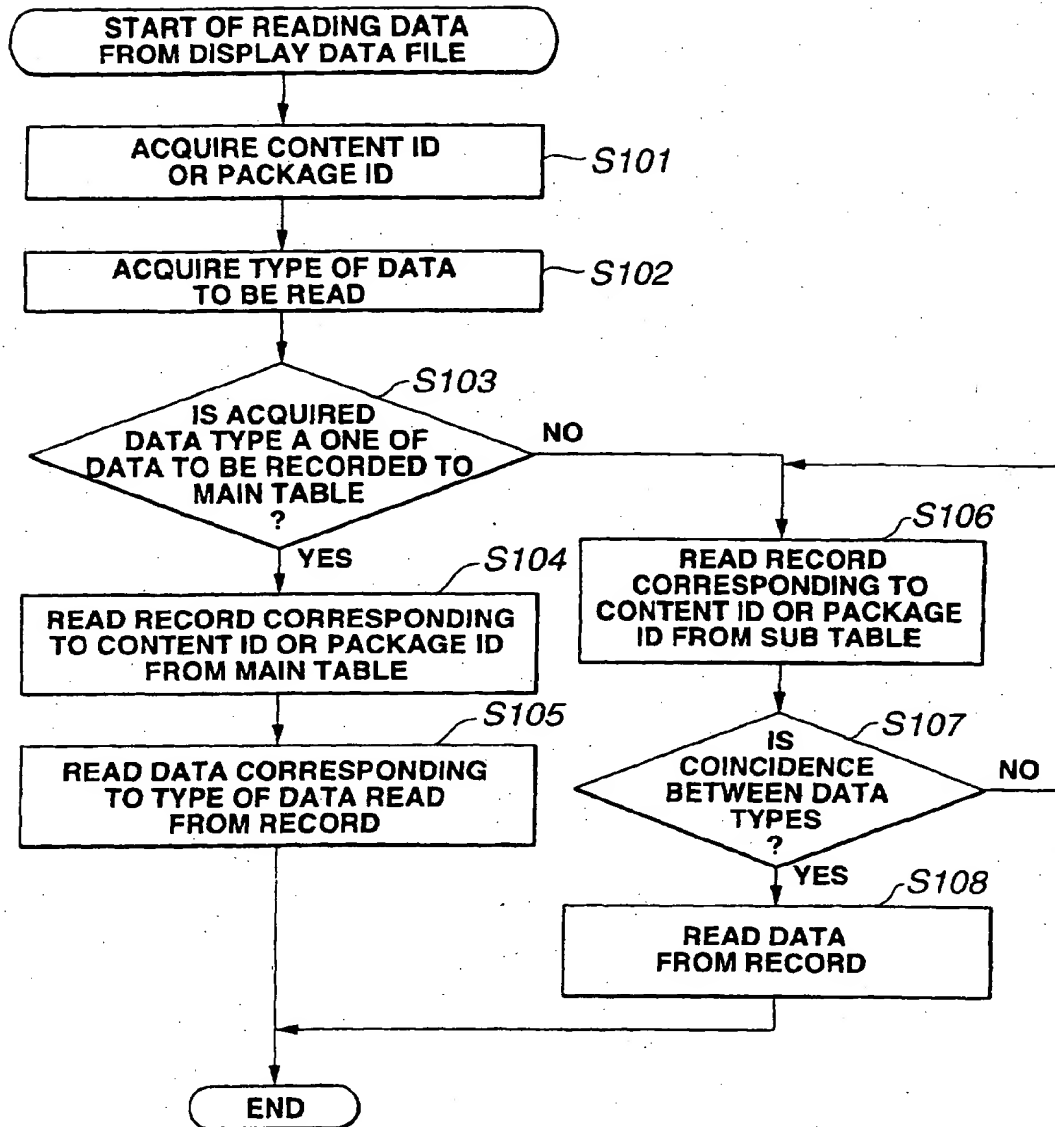 START OF READING DATA
FROM DISPLAY DATA FILE
ACQUIRE CONTENT ID
OR PACKAGE ID
S101
ACQUIRE TYPE OF DATA
TO BE READ
S102
S103
IS ACQUIRED
DATA TYPE A ONE OF
DATA TO BE RECORDED TO
MAIN TABLE
?
NO
YES
S104
READ RECORD CORRESPONDING
TO CONTENT ID OR PACKAGE ID
FROM MAIN TABLE
S105
READ DATA CORRESPONDING
TO TYPE OF DATA READ
FROM RECORD
S106
READ RECORD
CORRESPONDING TO
CONTENT ID OR PACKAGE
ID FROM SUB TABLE
S107
IS
COINCIDENCE
BETWEEN DATA
TYPES
?
NO
YES
S108
READ DATA
FROM RECORD
END